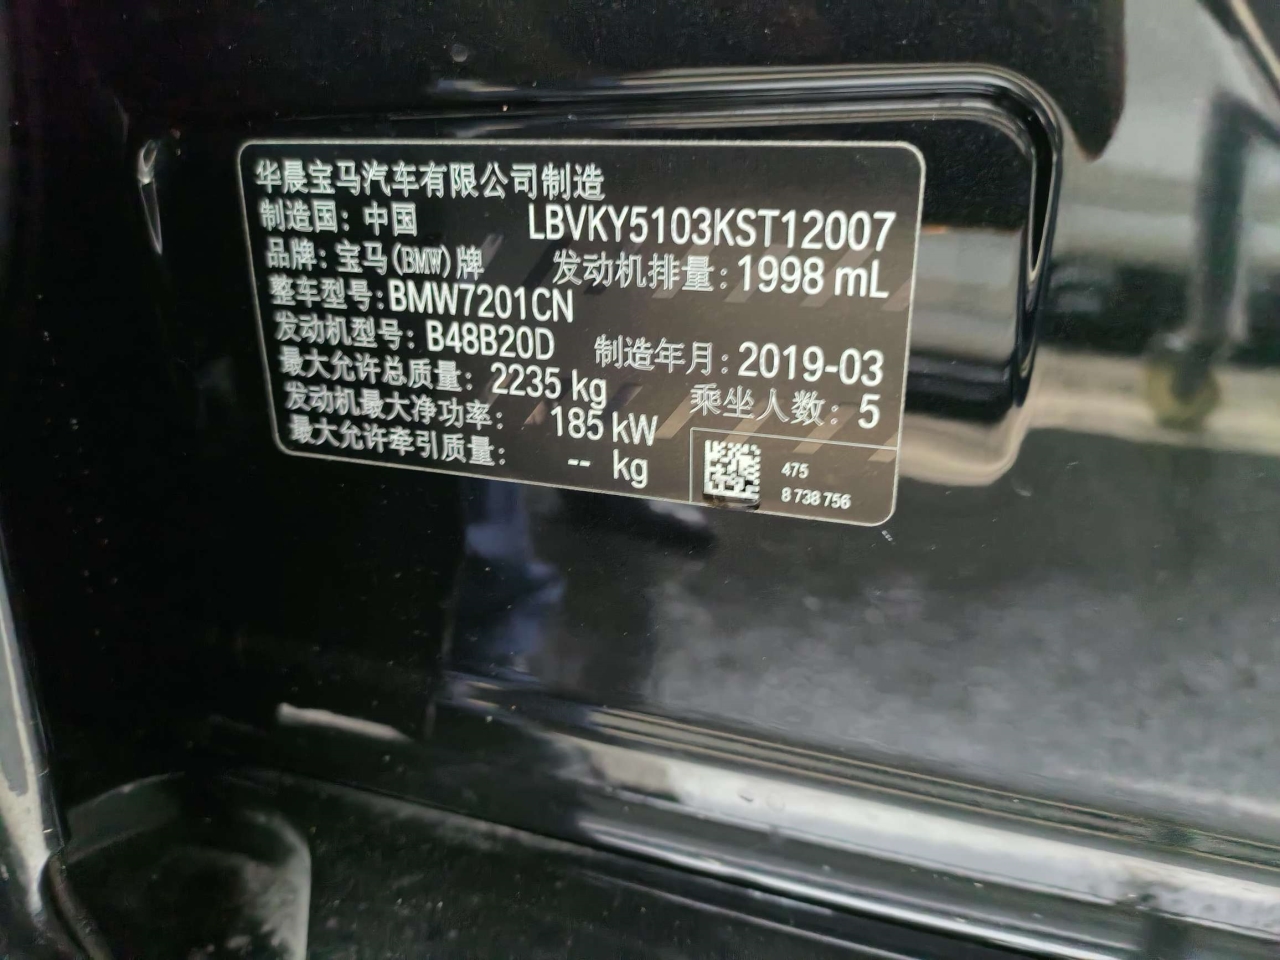 华晨宝马汽车有限公司制造
制造国：中国 LBVKY5103KST12007
品牌：宝马(BMW)牌 发动机排量：1998 mL
整车型号：BMW7201CN
发动机型号：B48B20D 制造年月：2019-03
最大允许总质量：2235 kg 乘坐人数：5
发动机最大净功率：185 kW
最大允许牵引质量：-- kg
475
8 738 756